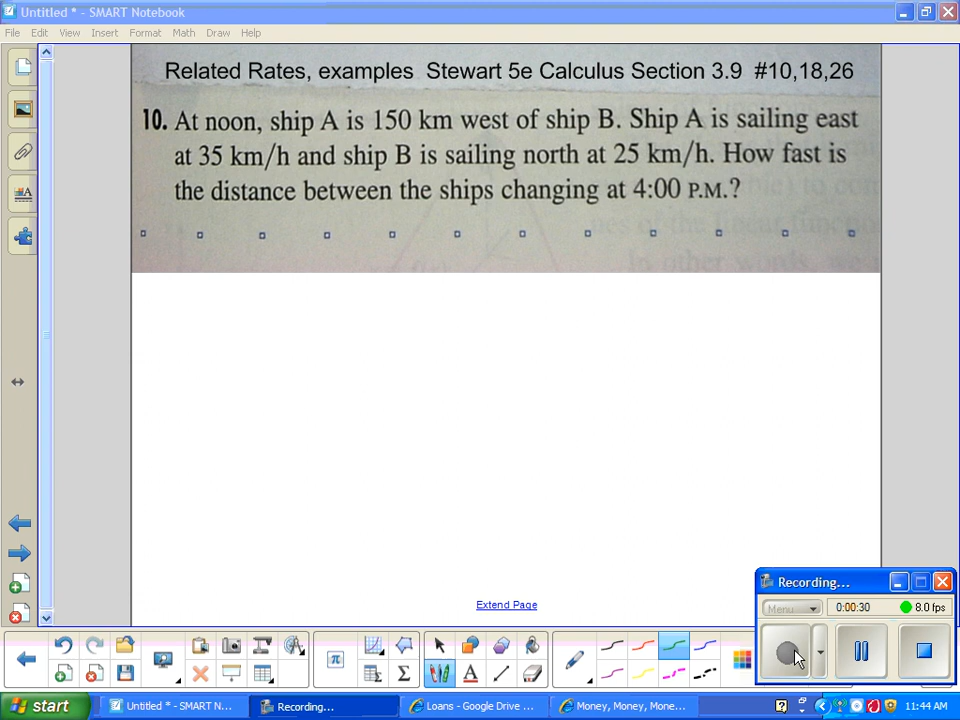 Untitled * - SMART Notebook
File Edit View Insert Format Math Draw Help
Related Rates, examples Stewart 5e Calculus Section 3.9 #10,18,26
10. At noon, ship A is 150 km west of ship B. Ship A is sailing east
at 35 km/h and ship B is sailing north at 25 km/h. How fast is
the distance between the ships changing at 4:00 P.M.?
Extend Page
Recording...
Menu 0:00:30 8.0 fps
start Untitled * - SMART N... Recording... Loans - Google Drive ... Money, Money, Mone... 11:44 AM